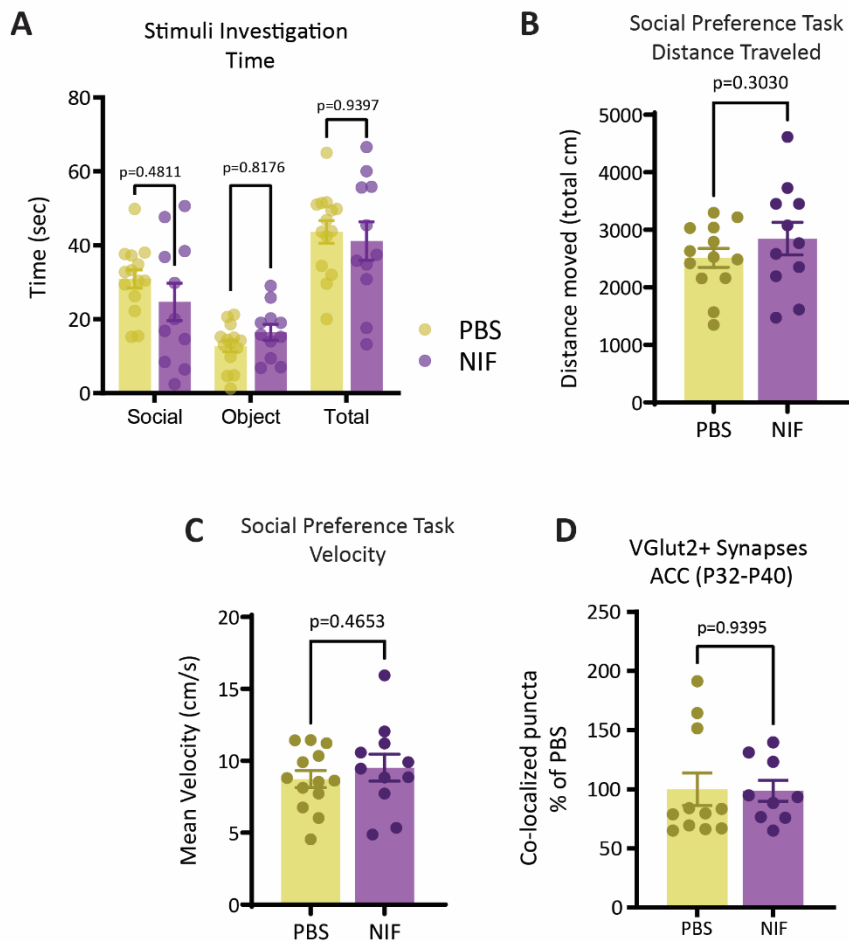 A
Stimuli Investigation
Time
Time (sec)
80
60
40
20
0
p=0.4811
p=0.8176
p=0.9397
Social
Object
Total
PBS
NIF
B
Social Preference Task
Distance Traveled
p=0.3030
Distance moved (total cm)
5000
4000
3000
2000
1000
0
PBS
NIF
C
Social Preference Task
Velocity
p=0.4653
Mean Velocity (cm/s)
20
15
10
5
0
PBS
NIF
D
VGlut2+ Synapses
ACC (P32-P40)
p=0.9395
Co-localized puncta
% of PBS
250
200
150
100
50
0
PBS
NIF